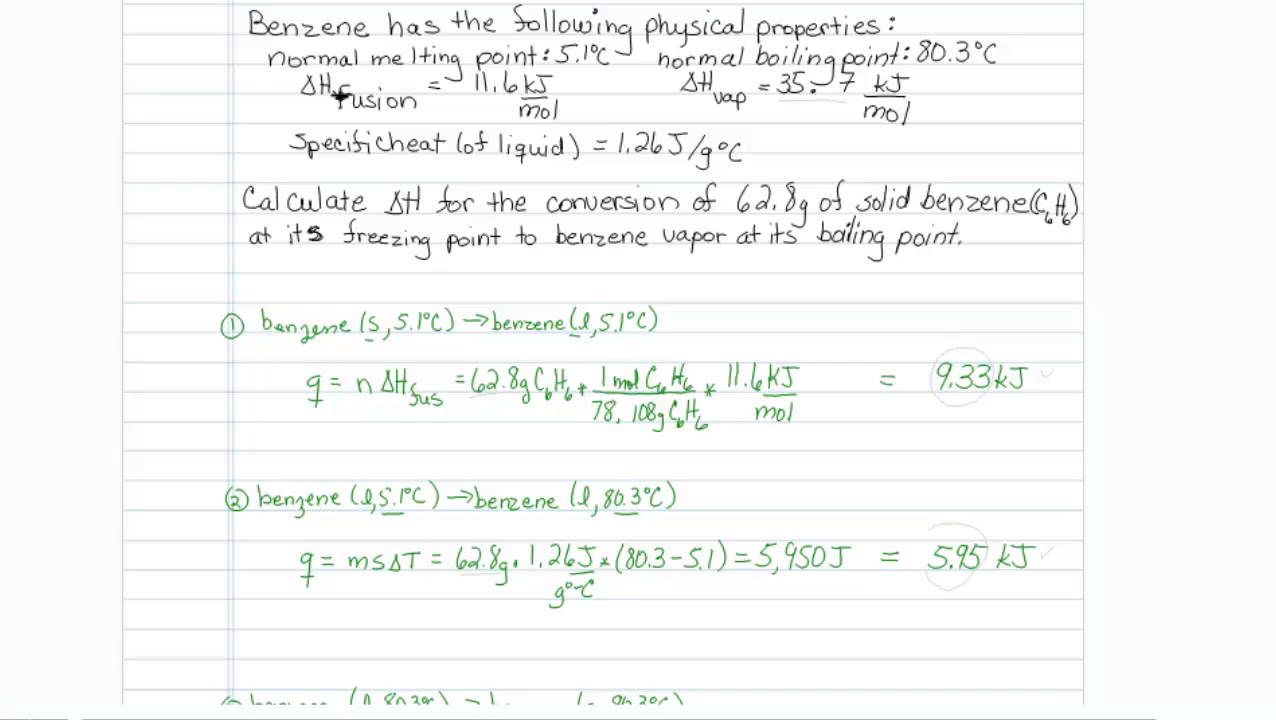 Benzene has the following physical properties:
normal melting point: 5.1°C normal boiling point: 80.3°C
ΔHfusion = 11.6 kJ/mol ΔHvap = 35.7 kJ/mol
Specific heat (of liquid) = 1.26 J/g°C
Calculate ΔH for the conversion of 62.8g of solid benzene (C6H6)
at its freezing point to benzene vapor at its boiling point.
① benzene (s, 5.1°C) → benzene (l, 5.1°C)
q = n ΔHfus = 62.8g C6H6 * 1 mol C6H6/78.108g C6H6 * 11.6 kJ/mol = 9.33 kJ
② benzene (l, 5.1°C) → benzene (l, 80.3°C)
q = msΔT = 62.8g * 1.26J/g°-C * (80.3 - 5.1) = 5,950 J = 5.95 kJ